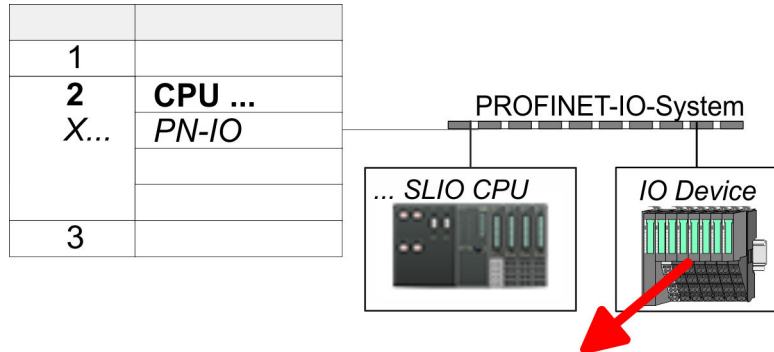 1
2 CPU ...
X... PN-IO
3
PROFINET-IO-System
... SLIO CPU
IO Device